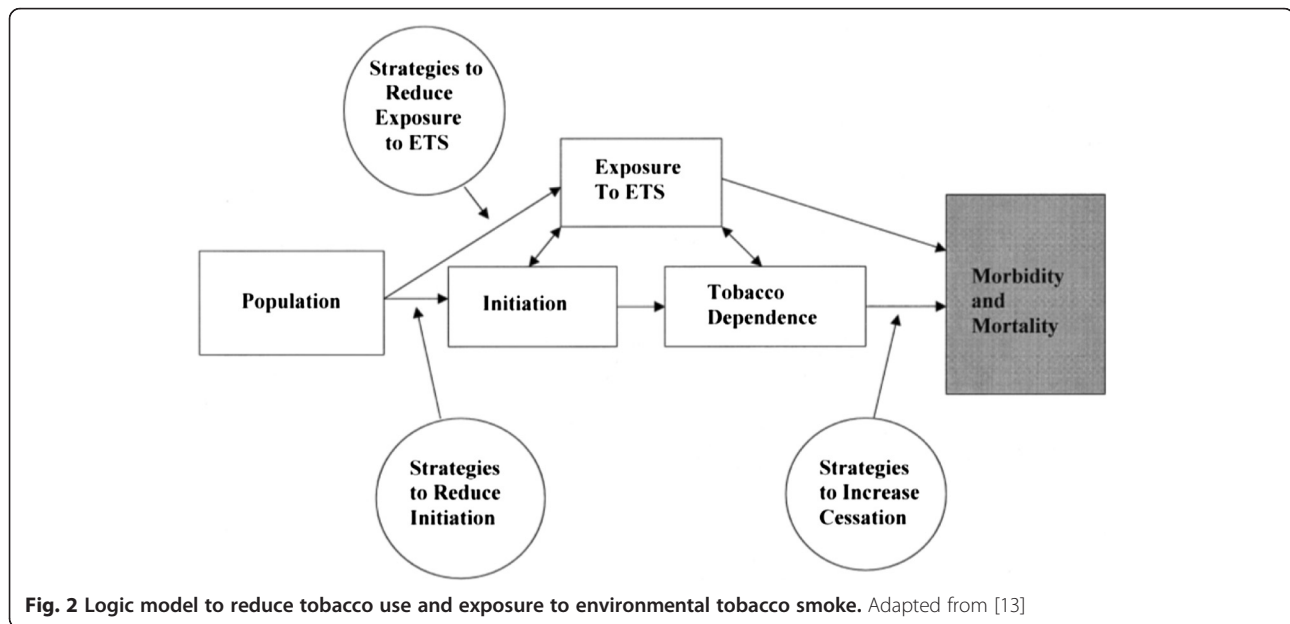 Strategies to
Reduce
Exposure
to ETS
Exposure
To ETS
Population
Initiation
Tobacco
Dependence
Morbidity
and
Mortality
Strategies
to Reduce
Initiation
Strategies
to Increase
Cessation
Fig. 2 Logic model to reduce tobacco use and exposure to environmental tobacco smoke. Adapted from [13]